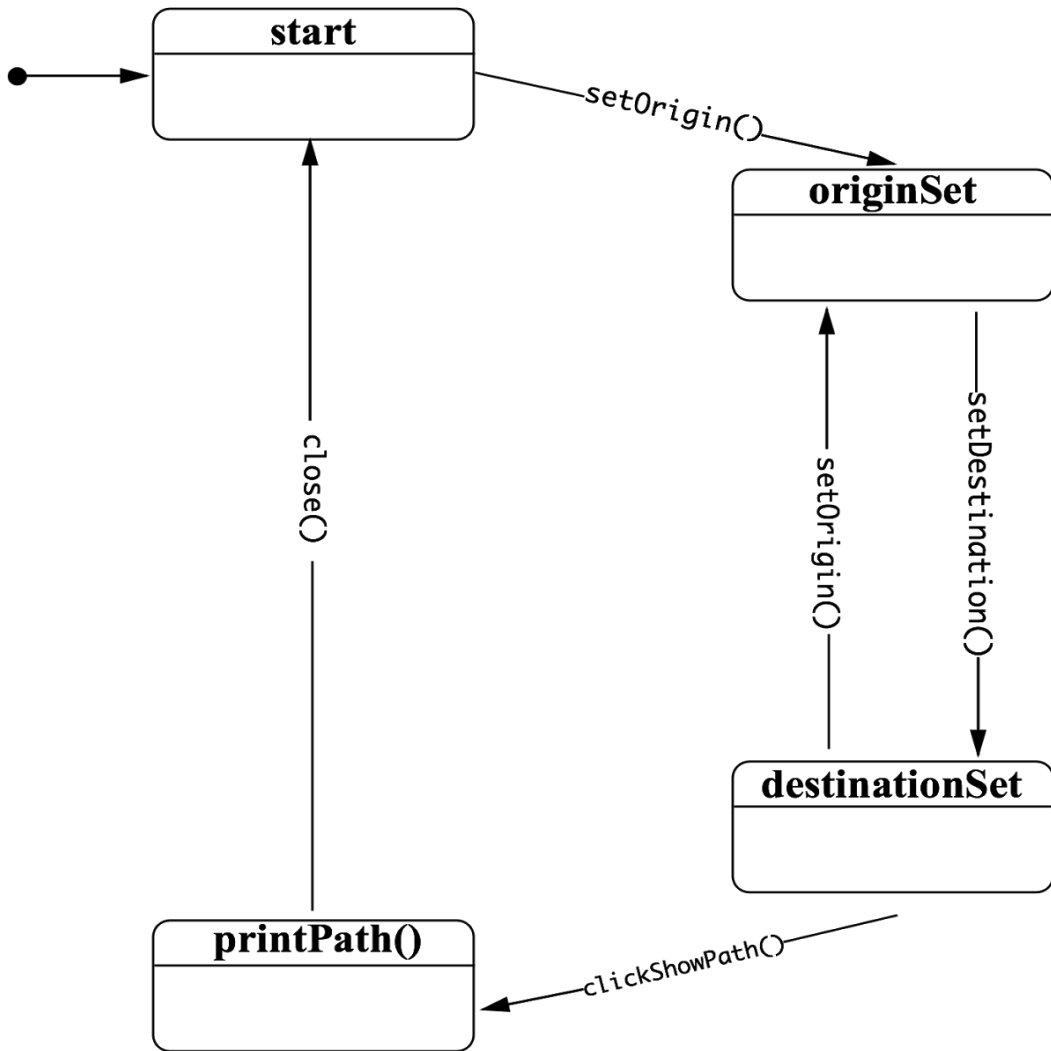 start
setOrigin()
originSet
close()
setOrigin()
setDestination()
destinationSet
printPath()
clickShowPath()